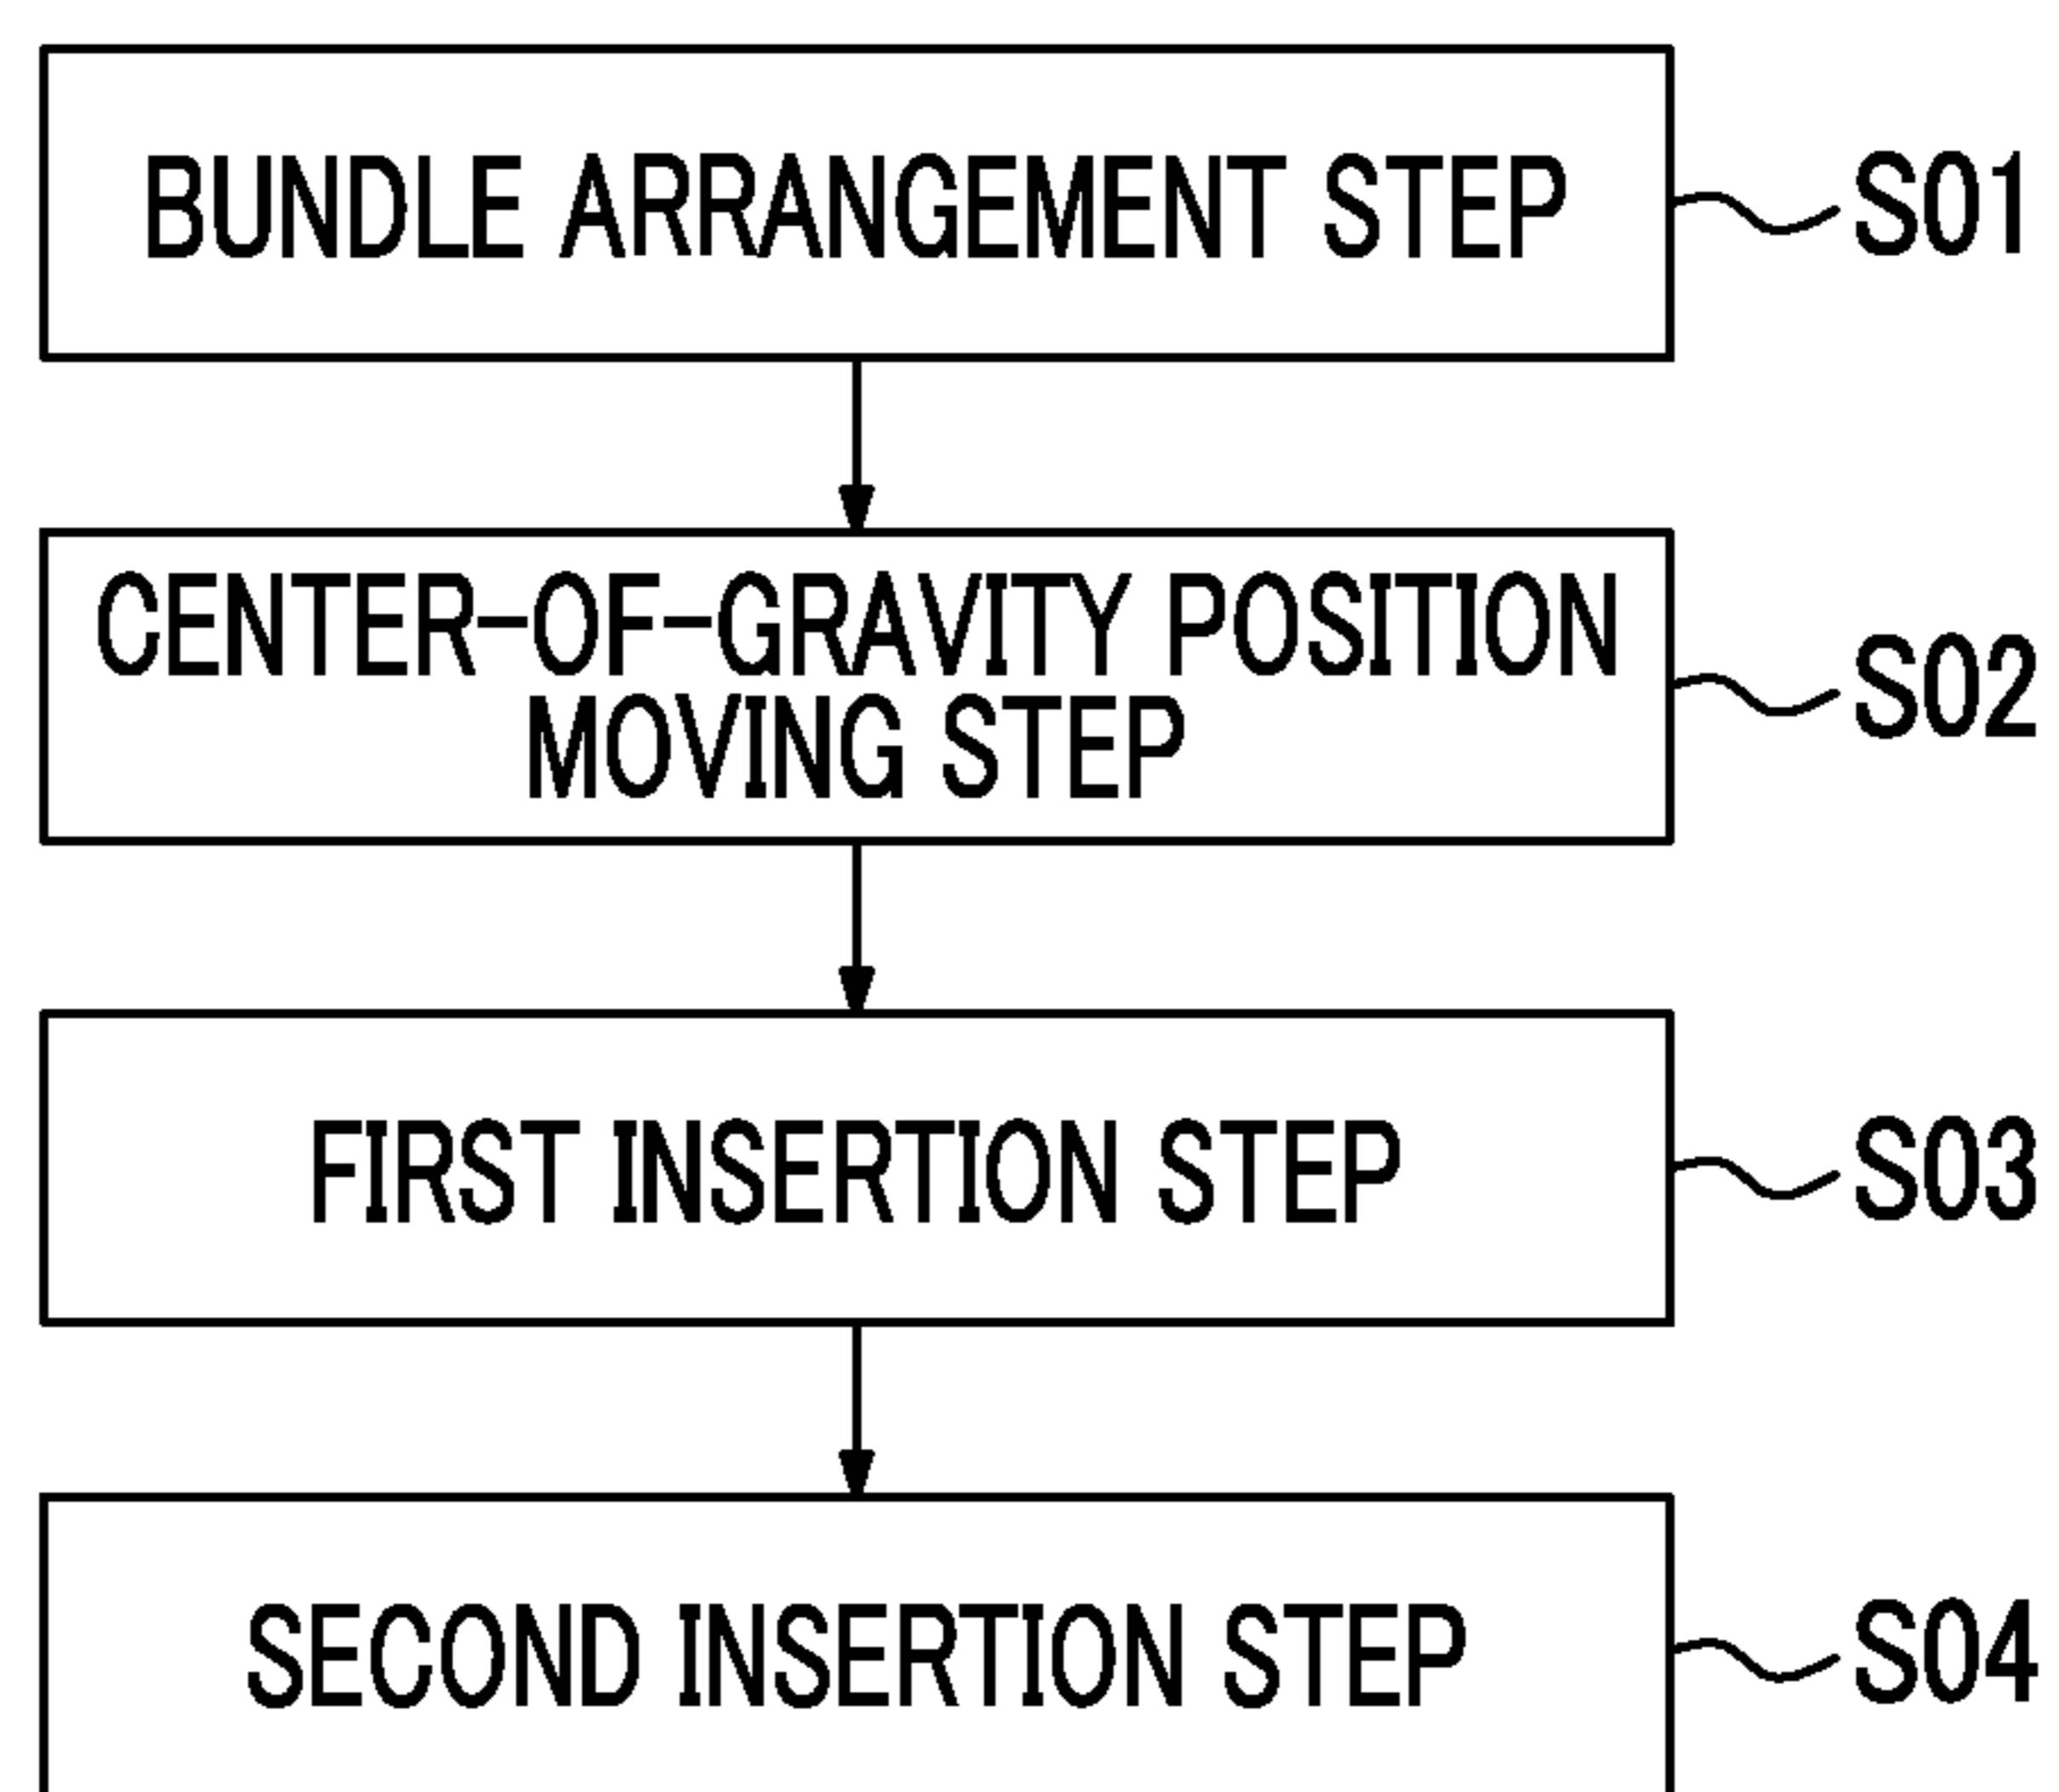 BUNDLE ARRANGEMENT STEP
S01
CENTER-OF-GRAVITY POSITION
MOVING STEP
S02
FIRST INSERTION STEP
S03
SECOND INSERTION STEP
S04